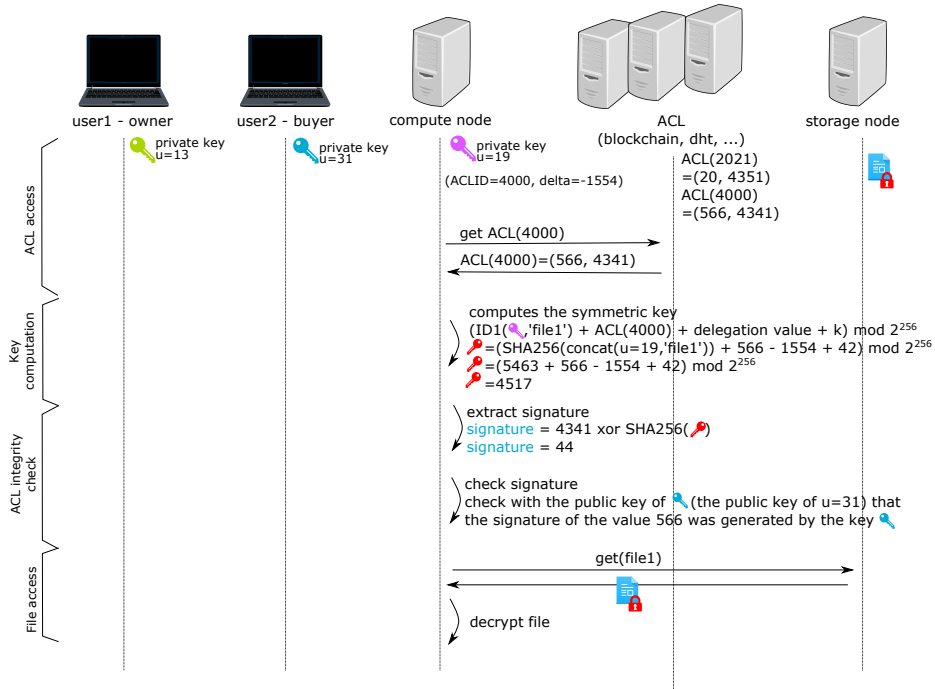 user1 - owner
user2 - buyer
compute node
ACL
(blockchain, dht, ...)
storage node
private key
u=13
private key
u=31
private key
u=19
(ACLID=4000, delta=-1554)
ACL(2021)
=(20, 4351)
ACL(4000)
=(566, 4341)
ACL access
get ACL(4000)
ACL(4000)=(566, 4341)
Key
computation
computes the symmetric key
(ID1( ,'file1') + ACL(4000) + delegation value + k) mod 2²⁵⁶
=(SHA256(concat(u=19,'file1')) + 566 - 1554 + 42) mod 2²⁵⁶
=(5463 + 566 - 1554 + 42) mod 2²⁵⁶
=4517
ACL integrity
check
extract signature
signature = 4341 xor SHA256( )
signature = 44
check signature
check with the public key of (the public key of u=31) that
the signature of the value 566 was generated by the key
File access
get(file1)
decrypt file